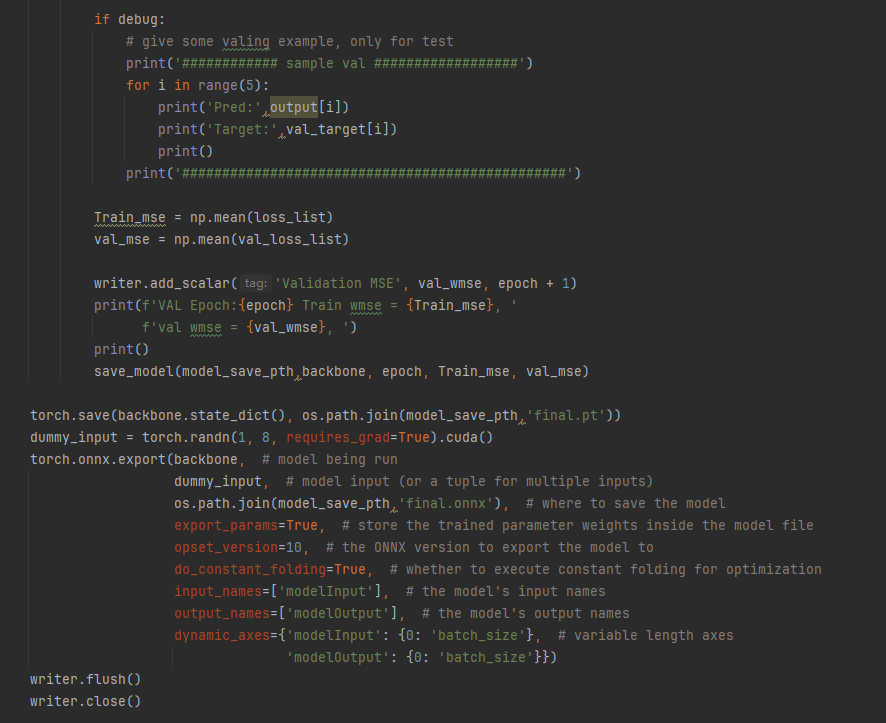 if debug:
    # give some valing example, only for test
    print('############ sample val ##################')
    for i in range(5):
        print('Pred:',output[i])
        print('Target:',val_target[i])
        print()
    print('################################################')
Train_mse = np.mean(loss_list)
val_mse = np.mean(val_loss_list)
writer.add_scalar( tag: 'Validation MSE', val_wmse, epoch + 1)
print(f'VAL Epoch:{epoch} Train wmse = {Train_mse}, '
      f'val wmse = {val_wmse}, ')
print()
save_model(model_save_pth,backbone, epoch, Train_mse, val_mse)
torch.save(backbone.state_dict(), os.path.join(model_save_pth,'final.pt'))
dummy_input = torch.randn(1, 8, requires_grad=True).cuda()
torch.onnx.export(backbone,  # model being run
                  dummy_input,  # model input (or a tuple for multiple inputs)
                  os.path.join(model_save_pth,'final.onnx'),  # where to save the model
                  export_params=True,  # store the trained parameter weights inside the model file
                  opset_version=10,  # the ONNX version to export the model to
                  do_constant_folding=True,  # whether to execute constant folding for optimization
                  input_names=['modelInput'],  # the model's input names
                  output_names=['modelOutput'],  # the model's output names
                  dynamic_axes={'modelInput': {0: 'batch_size'},  # variable length axes
                                'modelOutput': {0: 'batch_size'}})
writer.flush()
writer.close()